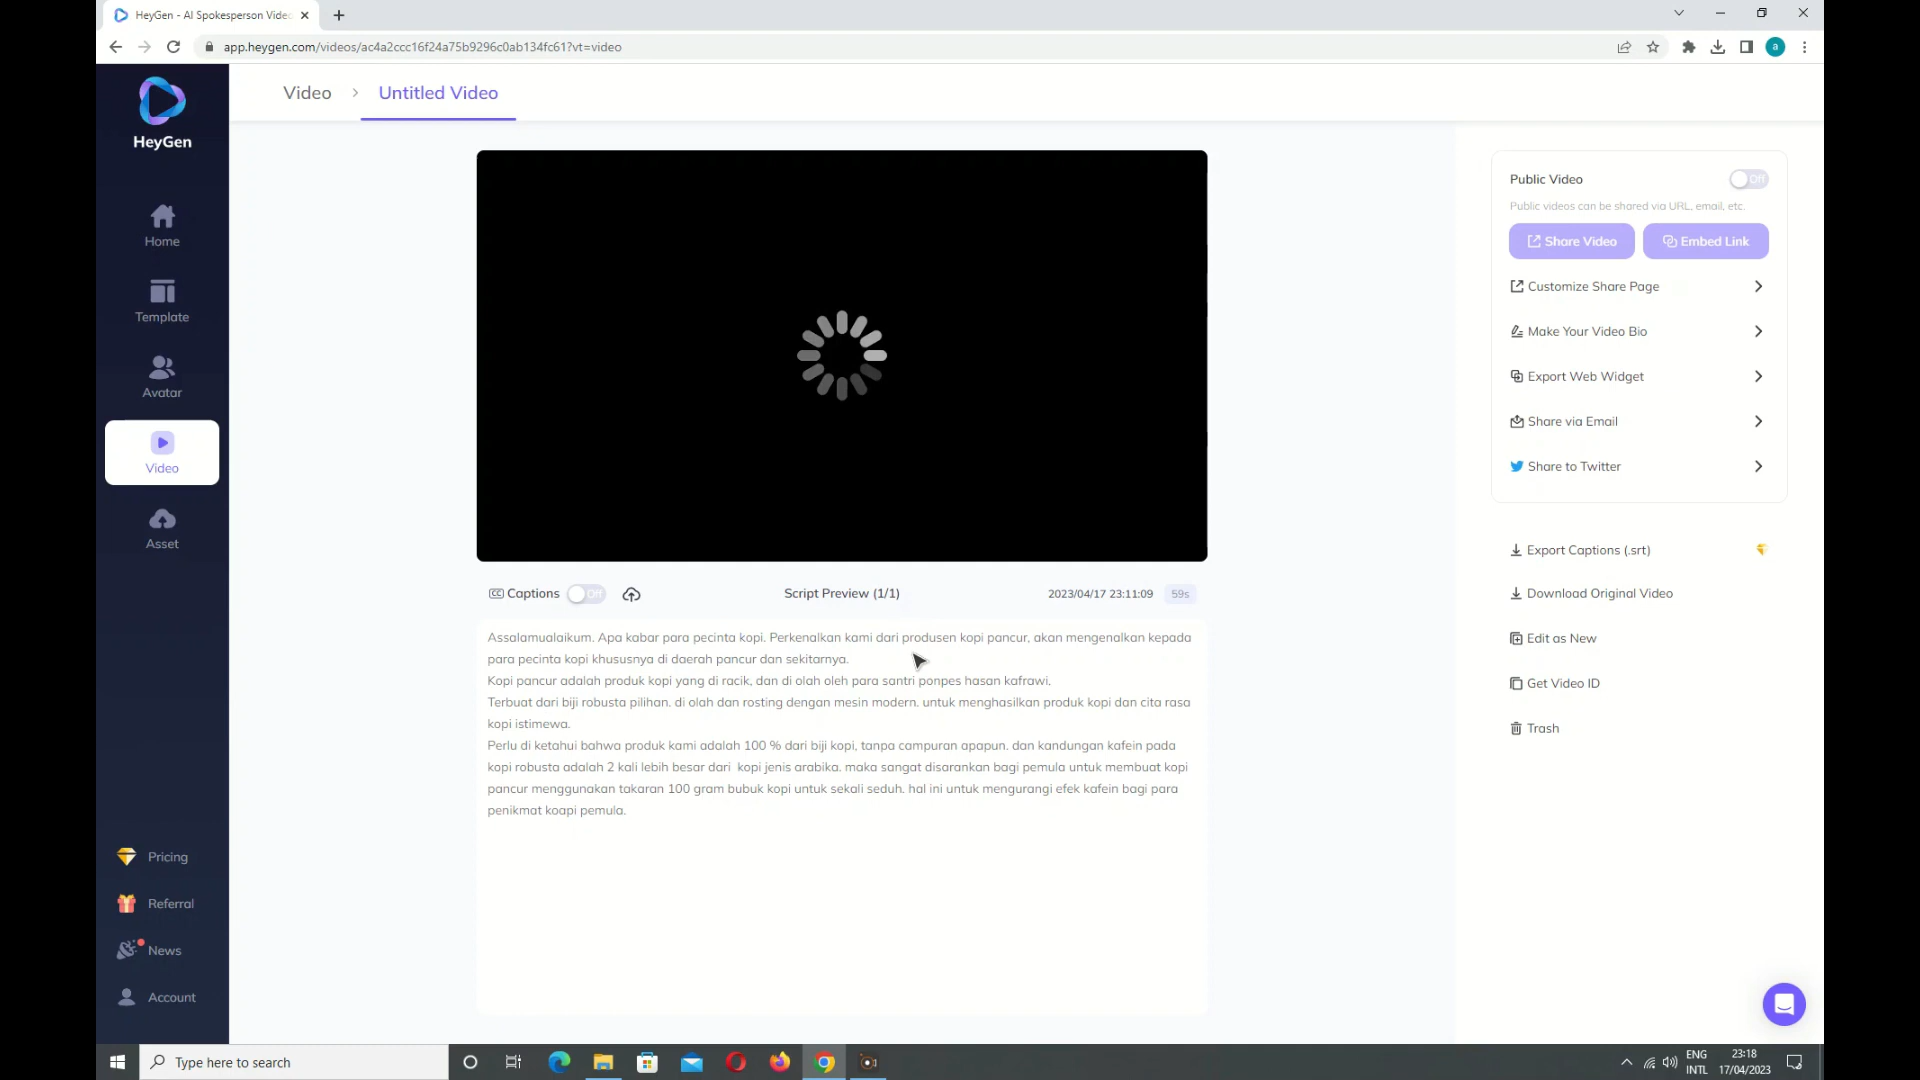 HeyGen - AI Spokesperson Video
app.heygen.com/videos/ac4a2ccc16f24a75b9296c0ab134fc61?vt=video
a
HeyGen
Home
Template
Avatar
Video
Asset
Pricing
Referral
News
Account
Video > Untitled Video
CC Captions Off
Script Preview (1/1)
2023/04/17 23:11:09 59s
Assalamualaikum. Apa kabar para pecinta kopi. Perkenalkan kami dari produsen kopi pancur, akan mengenalkan kepada
para pecinta kopi khususnya di daerah pancur dan sekitarnya.
Kopi pancur adalah produk kopi yang di racik, dan di olah oleh para santri ponpes hasan kafrawi.
Terbuat dari biji robusta pilihan. di olah dan rosting dengan mesin modern. untuk menghasilkan produk kopi dan cita rasa
kopi istimewa.
Perlu di ketahui bahwa produk kami adalah 100 % dari biji kopi, tanpa campuran apapun. dan kandungan kafein pada
kopi robusta adalah 2 kali lebih besar dari kopi jenis arabika. maka sangat disarankan bagi pemula untuk membuat kopi
pancur menggunakan takaran 100 gram bubuk kopi untuk sekali seduh. hal ini untuk mengurangi efek kafein bagi para
penikmat koapi pemula.
Public Video Off
Public videos can be shared via URL, email, etc.
Share Video
Embed Link
Customize Share Page
Make Your Video Bio
Export Web Widget
Share via Email
Share to Twitter
Export Captions (.srt)
Download Original Video
Edit as New
Get Video ID
Trash
Type here to search
ENG
INTL
23:18
17/04/2023